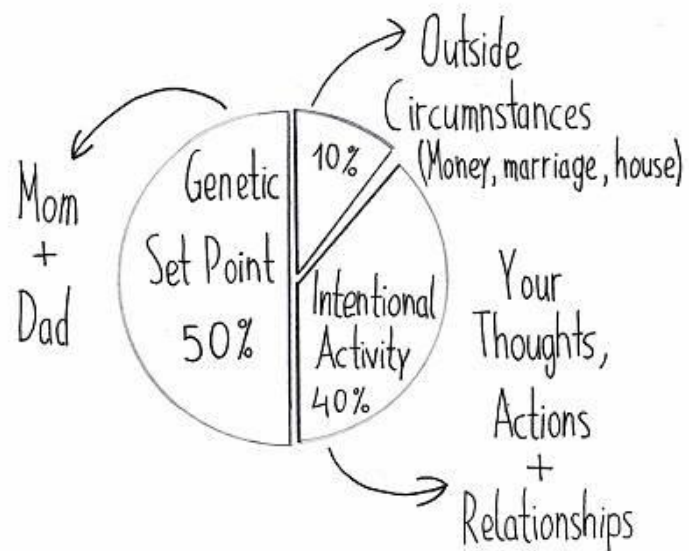 Outside
Circumnstances
(Money, marriage, house)
10%
Genetic
Set Point
50%
Mom
+
Dad
Intentional
Activity
40%
Your
Thoughts,
Actions
+
Relationships